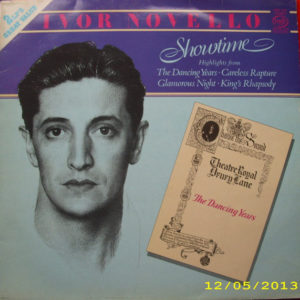 IVOR NOVELLO
Showtime
Highlights from
The Dancing Years · Careless Rapture
Glamorous Night · King's Rhapsody
Theatre Royal
Drury Lane
The Dancing Years
12/05/2013